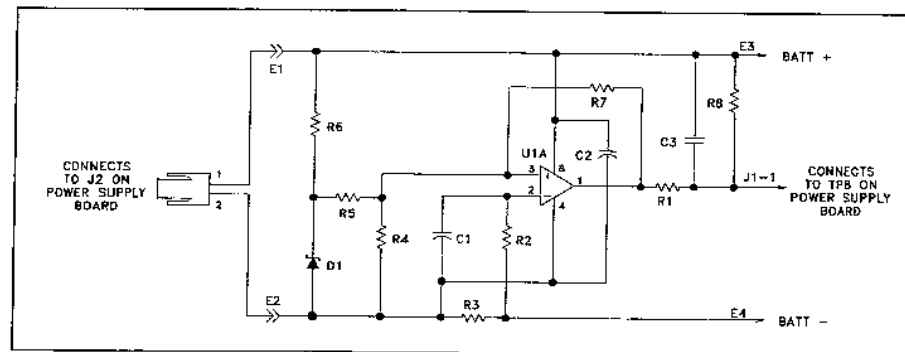 E1
E3
BATT +
R7
R8
R6
C3
U1A
C2
CONNECTS
TO J2 ON
POWER SUPPLY
BOARD
1
2
3
8
1
2
4
R5
R4
C1
R2
R1
J1-1
CONNECTS
TO TPB ON
POWER SUPPLY
BOARD
D1
E2
R3
E4
BATT -